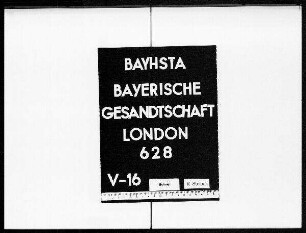 BAYHSTA
BAYERISCHE
GESANDTSCHAFT
LONDON
628
V-16